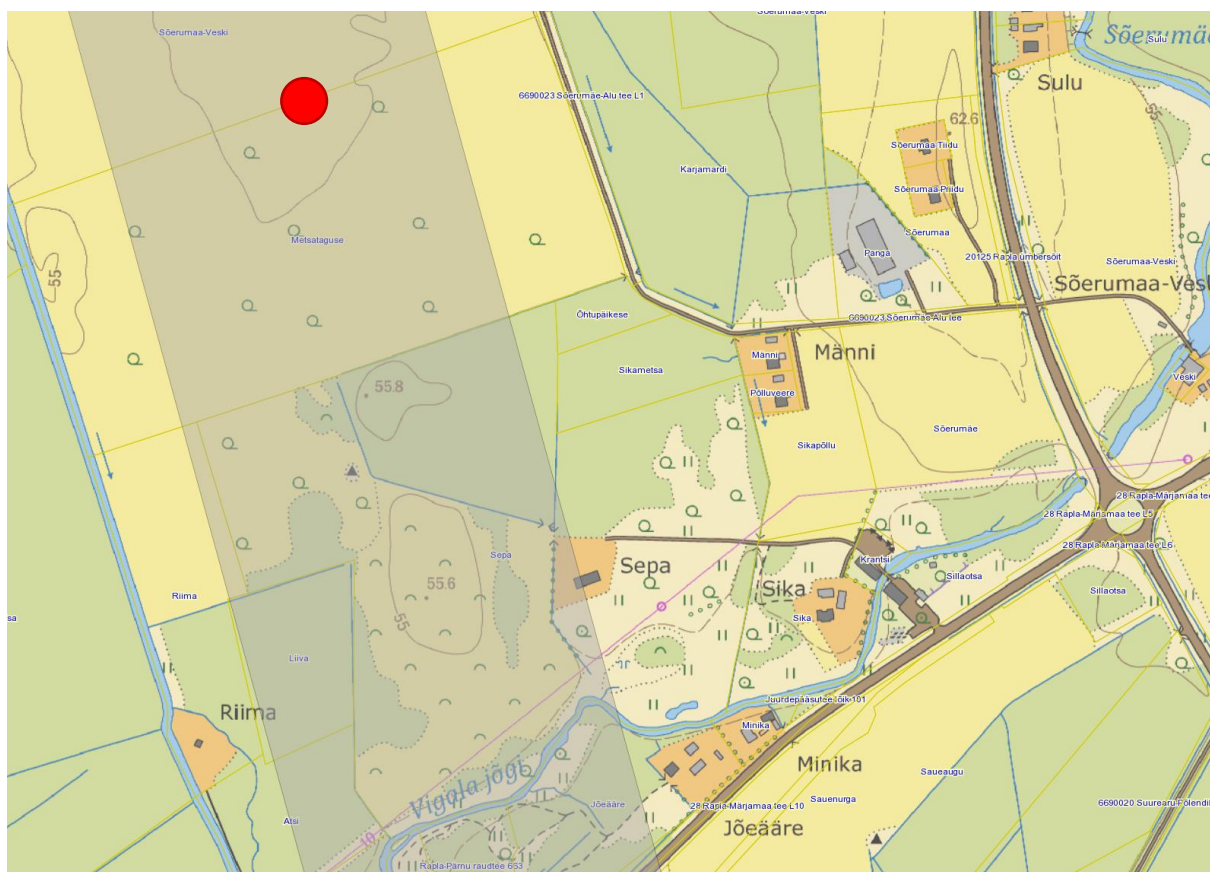 Sõerumaa-Veski
Sõerumaa-Veski
Sõerumäe
Sulu
Sulu
6690023 Sõerumäe-Alu tee L1
62.6
55
Sõerumaa-Tiidu
Karjamardi
Sõerumaa-Priidu
Metsataguse
Sõerumaa
Panga
20125 Rapla ümbersõit
Sõerumaa-Veski
55
Sõerumaa-Vesk
Õhtupäikese
6690023 Sõerumäe-Alu tee
Männi
Männi
Sikametsa
Veski
55.8
Põlluveere
Sikapõllu
Sõerumäe
28 Rapla-Märjamaa tee
28 Rapla-Märjamaa tee L5
28 Rapla-Märjamaa tee L6
Sepa
Krantsi
Sepa
Sillaotsa
55.6
Sika
Sillaotsa
Riima
Sika
55
Liiva
Juurdepääsutee lõik 101
Riima
Minika
Minika
Vigala jõgi
Saueaugu
Jõeääre
28 Rapla-Märjamaa tee L10
Sauenurga
6690020 Suurearu-Põlendik
Atsi
Jõeääre
10
Rapla-Pärnu raudtee 653